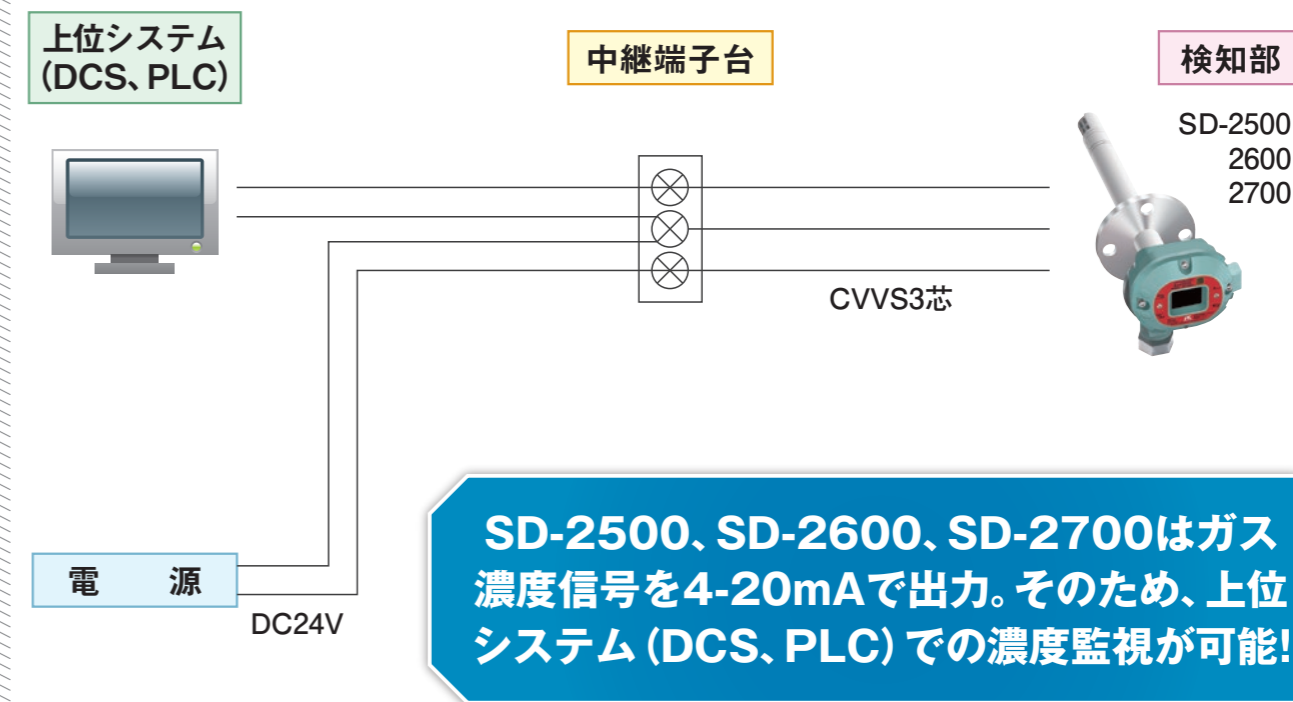 上位システム
(DCS、PLC)
中継端子台
検知部
SD-2500
2600
2700
CVVS3芯
電　源
DC24V
SD-2500、SD-2600、SD-2700はガス
濃度信号を4-20mAで出力。そのため、上位
システム（DCS、PLC）での濃度監視が可能!